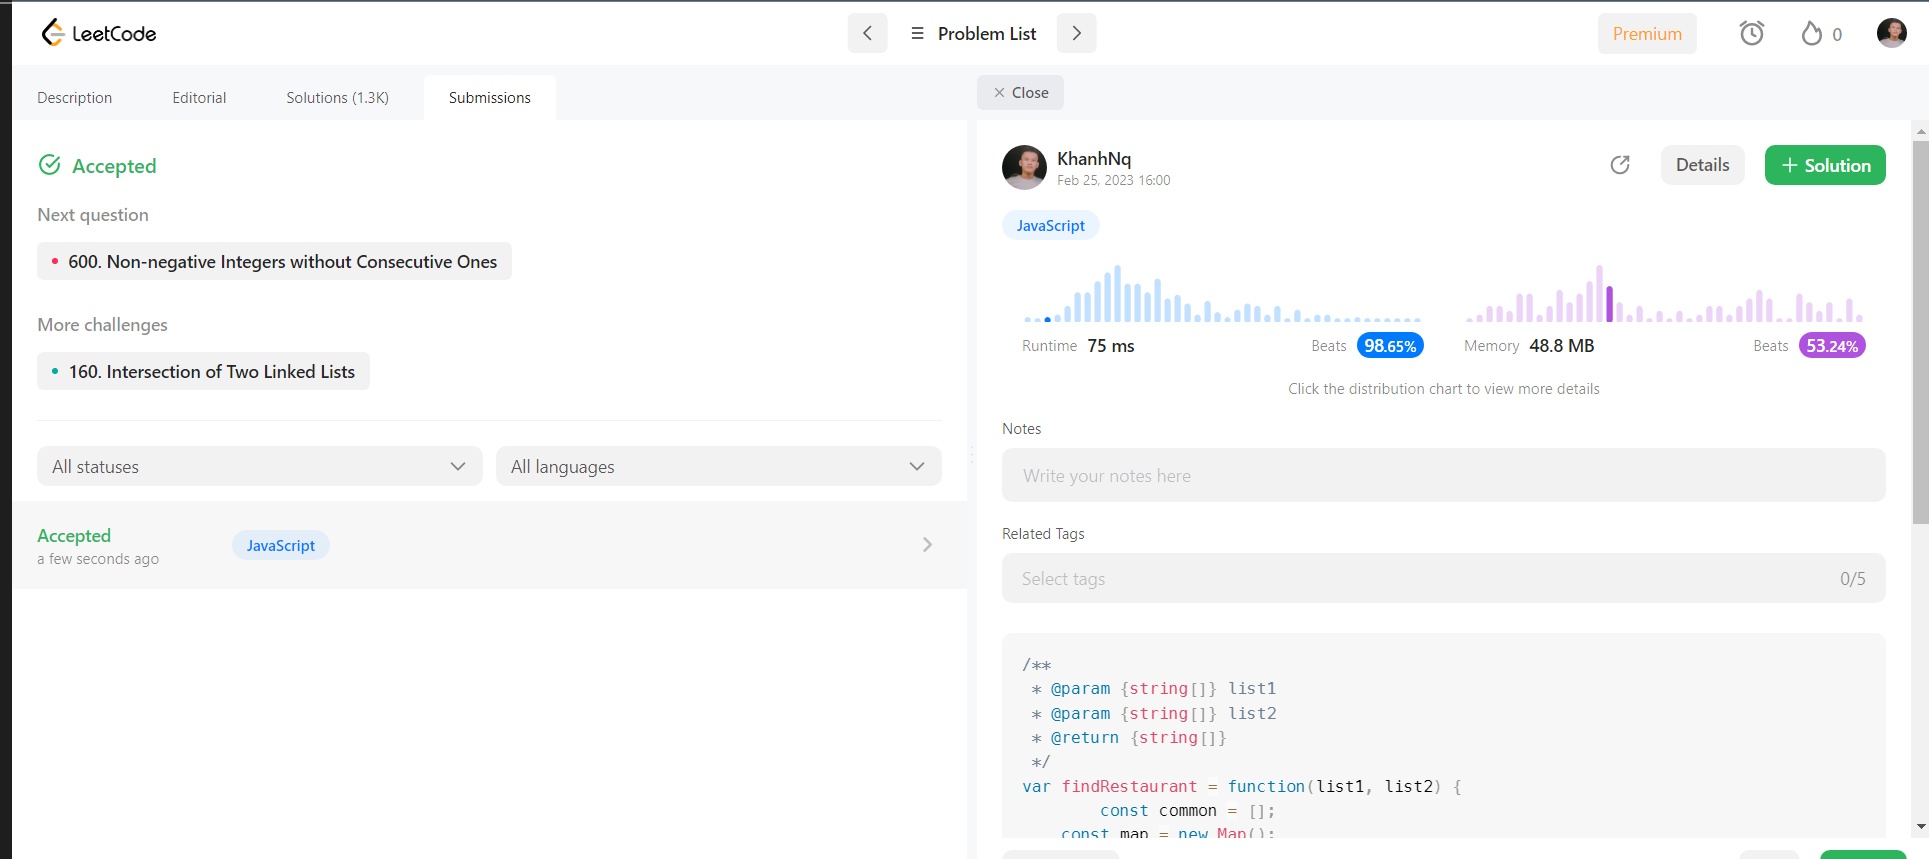 LeetCode
Problem List
Premium
0
Description
Editorial
Solutions (1.3K)
Submissions
Close
Accepted
Next question
600. Non-negative Integers without Consecutive Ones
More challenges
160. Intersection of Two Linked Lists
All statuses
All languages
Accepted
a few seconds ago
JavaScript
KhanhNq
Feb 25, 2023 16:00
Details
+ Solution
JavaScript
Runtime 75 ms
Beats 98.65%
Memory 48.8 MB
Beats 53.24%
Click the distribution chart to view more details
Notes
Write your notes here
Related Tags
Select tags
0/5
/**
 * @param {string[]} list1
 * @param {string[]} list2
 * @return {string[]}
 */
var findRestaurant = function(list1, list2) {
        const common = [];
    const map = new Map();